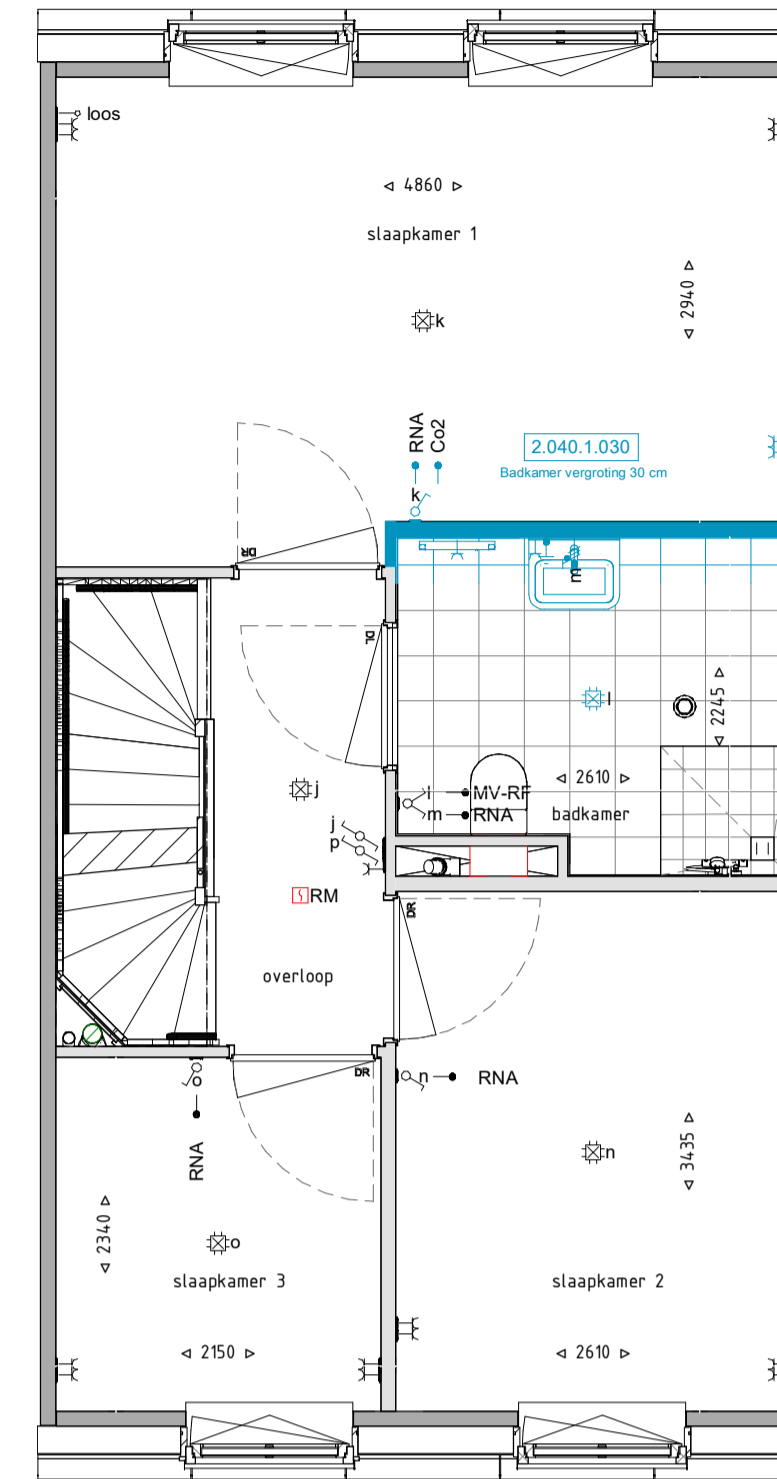 loos
4860
slaapkamer 1
2940
k
RNA
Co2
k
2.040.1.030
Badkamer vergroting 30 cm
DR
DL
m
l
2245
j
2610
l MV-RF
m RNA
badkamer
j
p
RM
DR
overloop
DR
o
n RNA
RNA
n
3435
2340
o
slaapkamer 3
slaapkamer 2
2150
2610